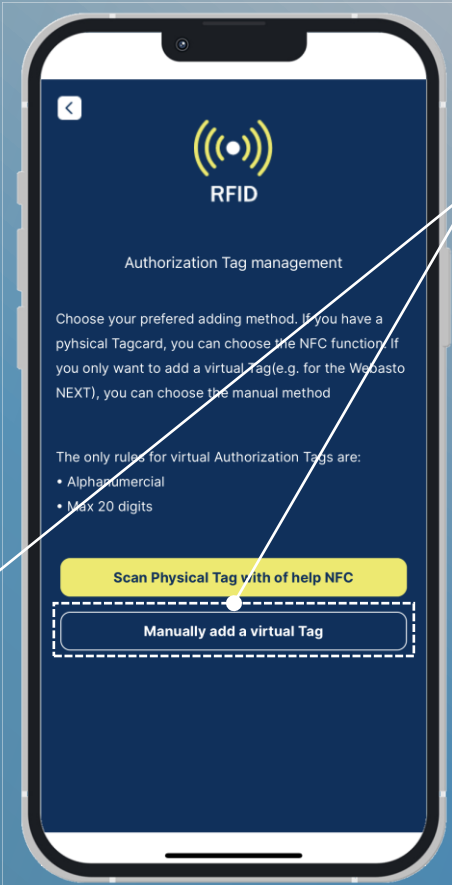 RFID
Authorization Tag management
Choose your prefered adding method. If you have a
pyhsical Tagcard, you can choose the NFC function. If
you only want to add a virtual Tag(e.g. for the Webasto
NEXT), you can choose the manual method
The only rules for virtual Authorization Tags are:
• Alphanumercial
• Max 20 digits
Scan Physical Tag with of help NFC
Manually add a virtual Tag